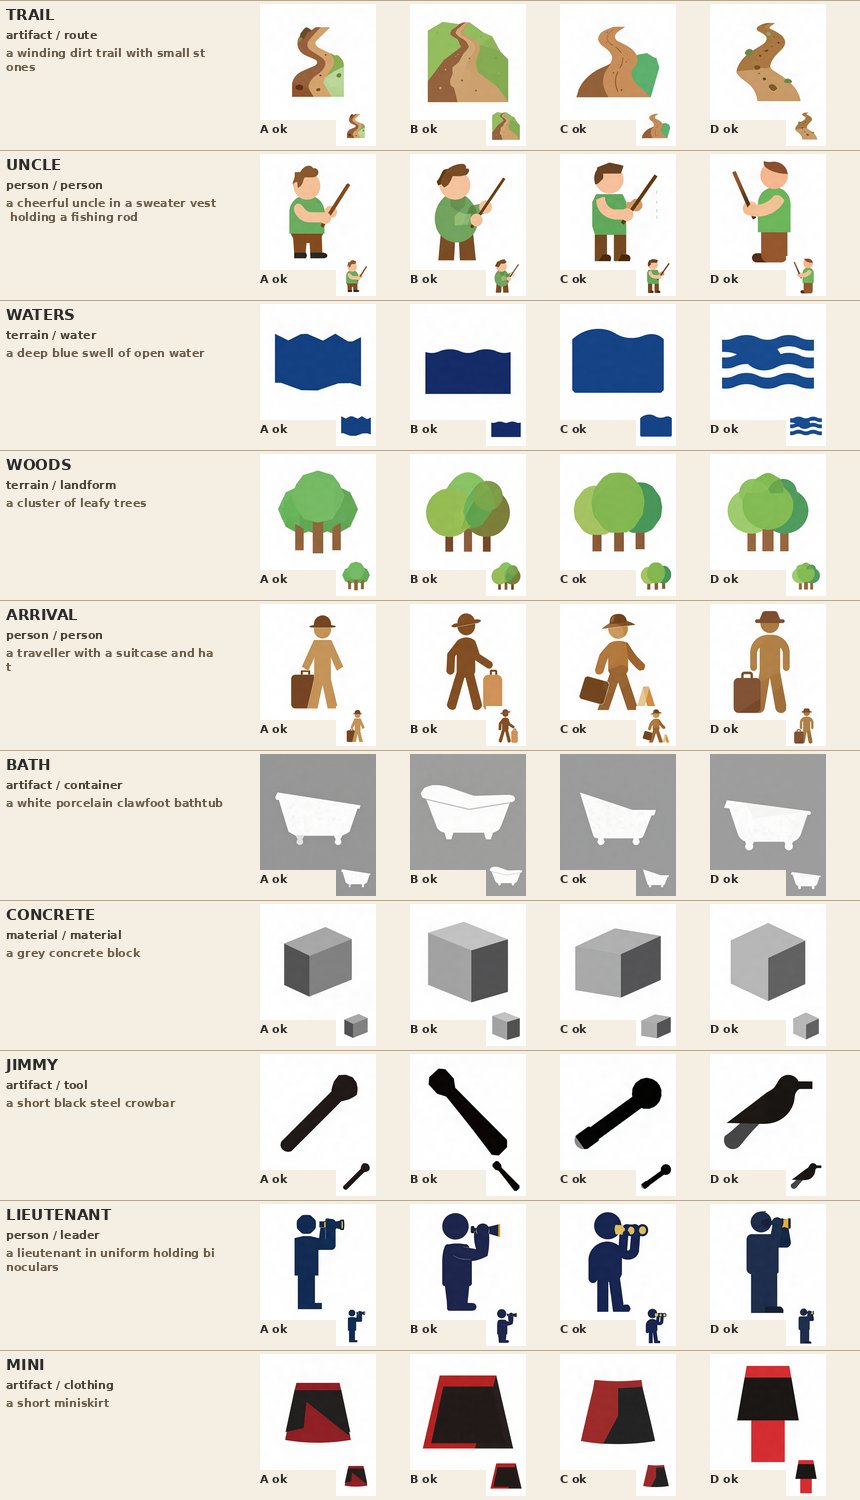 TRAIL
artifact / route
a winding dirt trail with small st
ones
A ok
B ok
C ok
D ok
UNCLE
person / person
a cheerful uncle in a sweater vest
holding a fishing rod
A ok
B ok
C ok
D ok
WATERS
terrain / water
a deep blue swell of open water
A ok
B ok
C ok
D ok
WOODS
terrain / landform
a cluster of leafy trees
A ok
B ok
C ok
D ok
ARRIVAL
person / person
a traveller with a suitcase and ha
t
A ok
B ok
C ok
D ok
BATH
artifact / container
a white porcelain clawfoot bathtub
A ok
B ok
C ok
D ok
CONCRETE
material / material
a grey concrete block
A ok
B ok
C ok
D ok
JIMMY
artifact / tool
a short black steel crowbar
A ok
B ok
C ok
D ok
LIEUTENANT
person / leader
a lieutenant in uniform holding bi
noculars
A ok
B ok
C ok
D ok
MINI
artifact / clothing
a short miniskirt
A ok
B ok
C ok
D ok